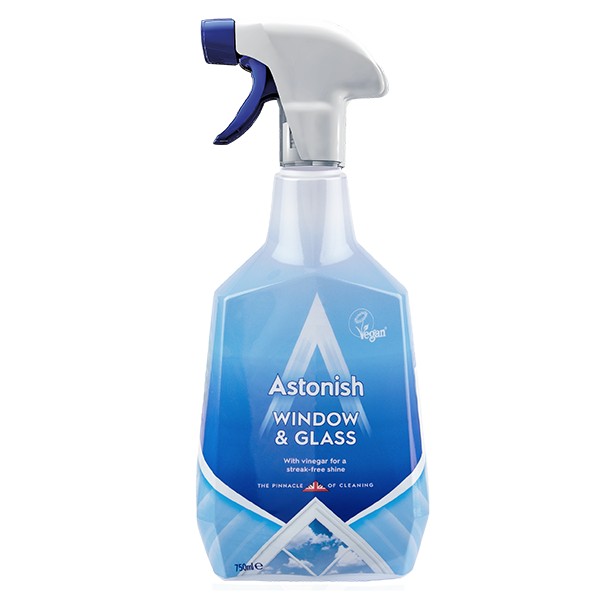 Vegan
Astonish
WINDOW
& GLASS
With vinegar for a
streak-free shine
THE PINNACLE OF CLEANING
750ml e